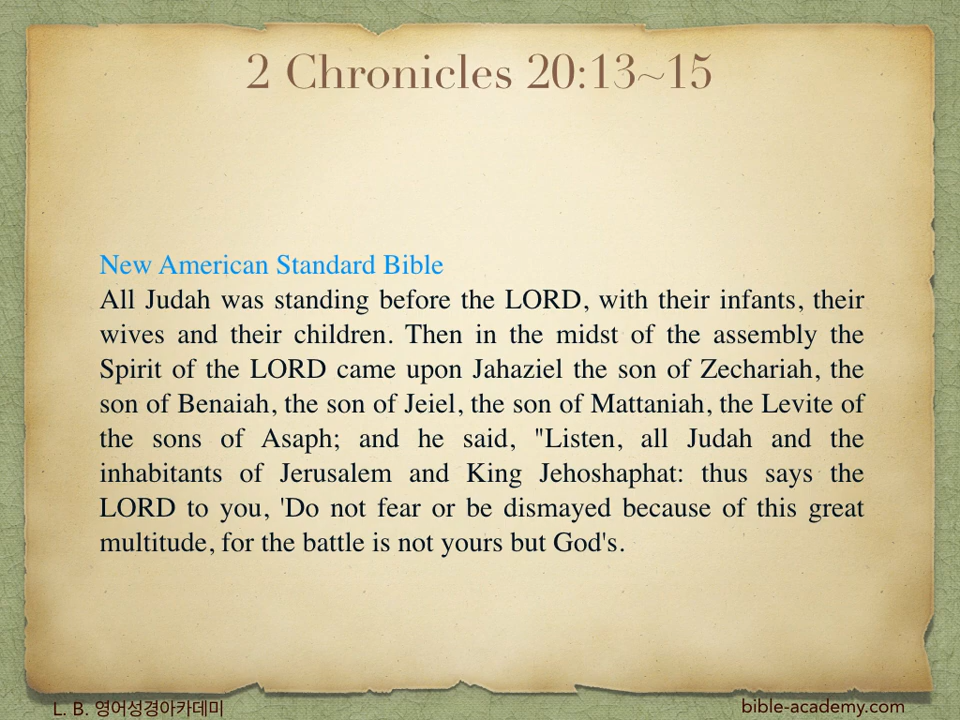 2 Chronicles 20:13~15
New American Standard Bible
All Judah was standing before the LORD, with their infants, their
wives and their children. Then in the midst of the assembly the
Spirit of the LORD came upon Jahaziel the son of Zechariah, the
son of Benaiah, the son of Jeiel, the son of Mattaniah, the Levite of
the sons of Asaph; and he said, "Listen, all Judah and the
inhabitants of Jerusalem and King Jehoshaphat: thus says the
LORD to you, 'Do not fear or be dismayed because of this great
multitude, for the battle is not yours but God's.
L. B. 영어성경아카데미
bible-academy.com